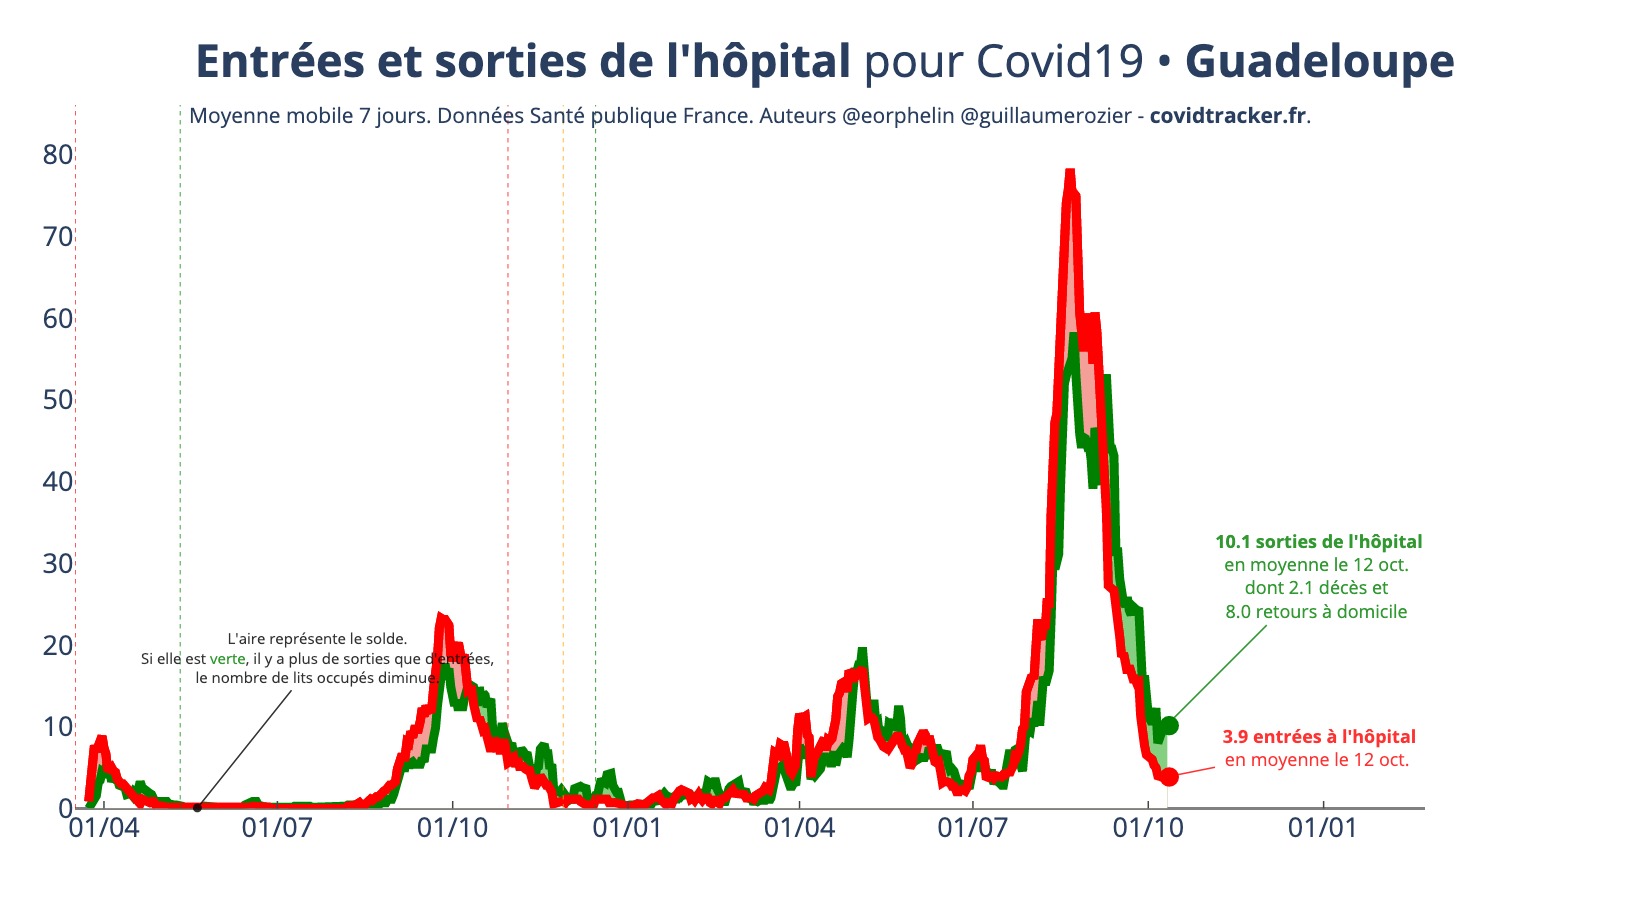 Entrées et sorties de l'hôpital pour Covid19 • Guadeloupe
Moyenne mobile 7 jours. Données Santé publique France. Auteurs @eorphelin @guillaumerozier - covidtracker.fr.
80
70
60
50
40
30
20
10
0
10.1 sorties de l'hôpital
en moyenne le 12 oct.
dont 2.1 décès et
8.0 retours à domicile
L'aire représente le solde.
Si elle est verte, il y a plus de sorties que d'entrées,
le nombre de lits occupés diminue.
3.9 entrées à l'hôpital
en moyenne le 12 oct.
01/04 01/07 01/10 01/01 01/04 01/07 01/10 01/01